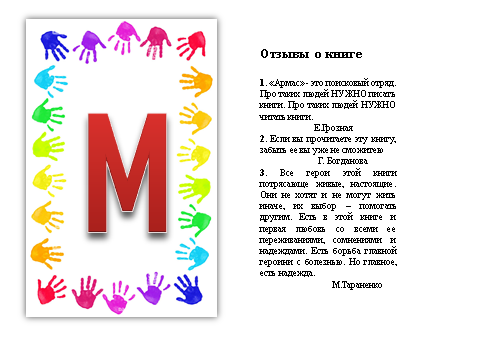 М
Отзывы о книге
1. «Армас»- это поисковый отряд.
Про таких людей НУЖНО писать
книги. Про таких людей НУЖНО
читать книги.
Е.Грозная
2. Если вы прочитаете эту книгу,
забыть ее вы уже не сможете
Г. Богданова
3. Все герои этой книги
потрясающе живые, настоящие.
Они не хотят и не могут жить
иначе, их выбор – помогать
другим. Есть в этой книге и
первая любовь со всеми ее
переживаниями, сомнениями и
надеждами. Есть борьба главной
героини с болезнью. Но главное,
есть надежда.
М.Тараненко